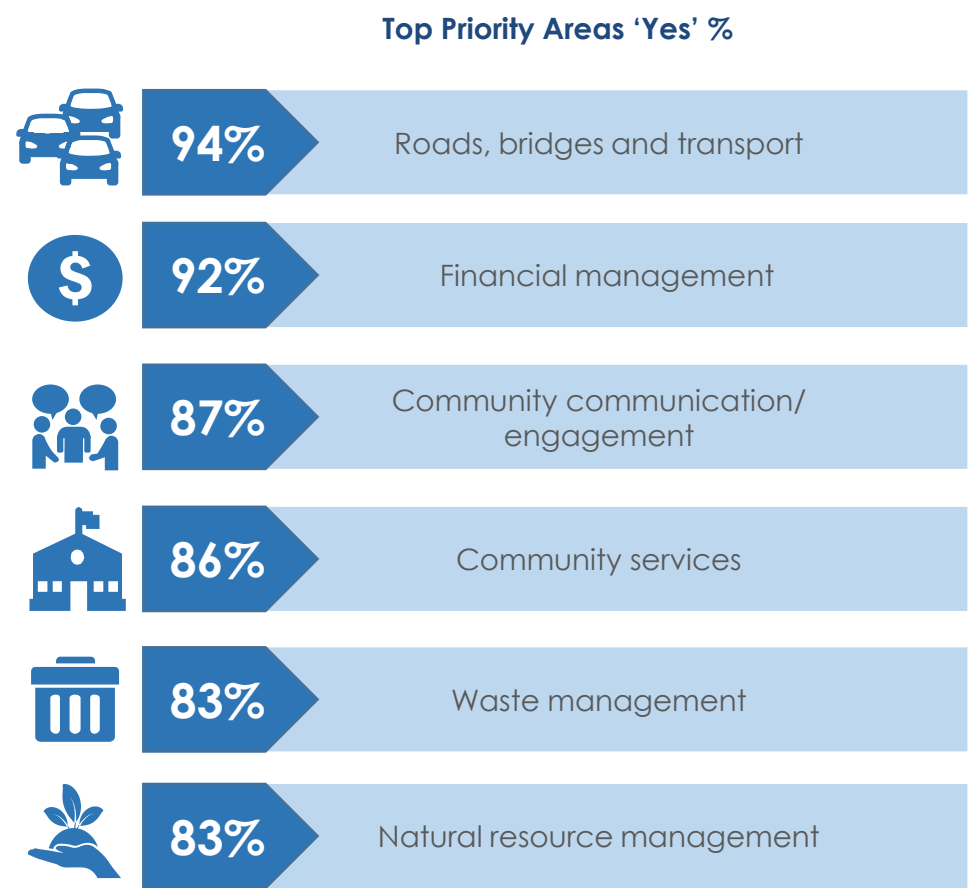 Top Priority Areas ‘Yes’ %
94%
Roads, bridges and transport
$
92%
Financial management
87%
Community communication/
engagement
86%
Community services
83%
Waste management
83%
Natural resource management